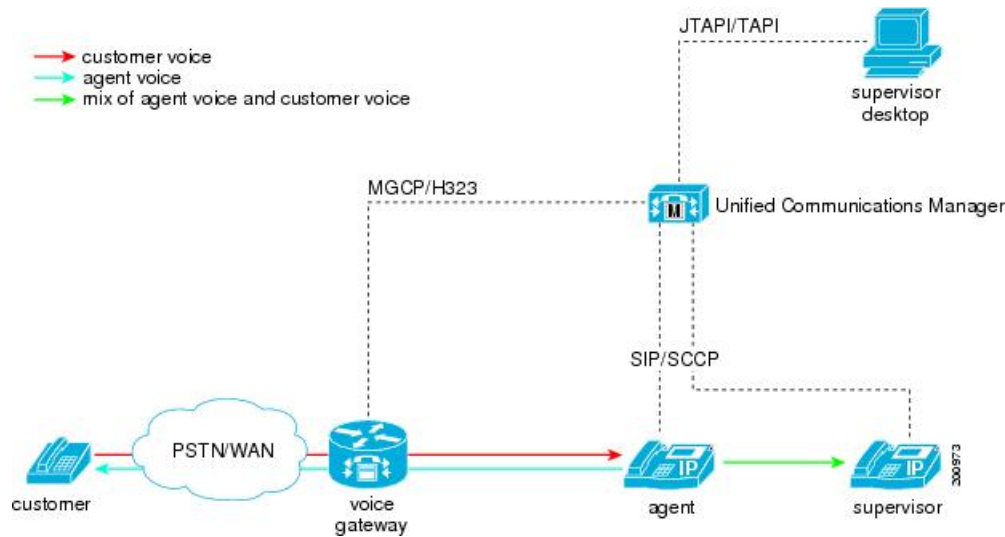 JTAPI/TAPI
customer voice
agent voice
mix of agent voice and customer voice
supervisor
desktop
MGCP/H323
M
Unified Communications Manager
SIP/SCCP
PSTN/WAN
IP
IP
200973
customer
voice
gateway
agent
supervisor